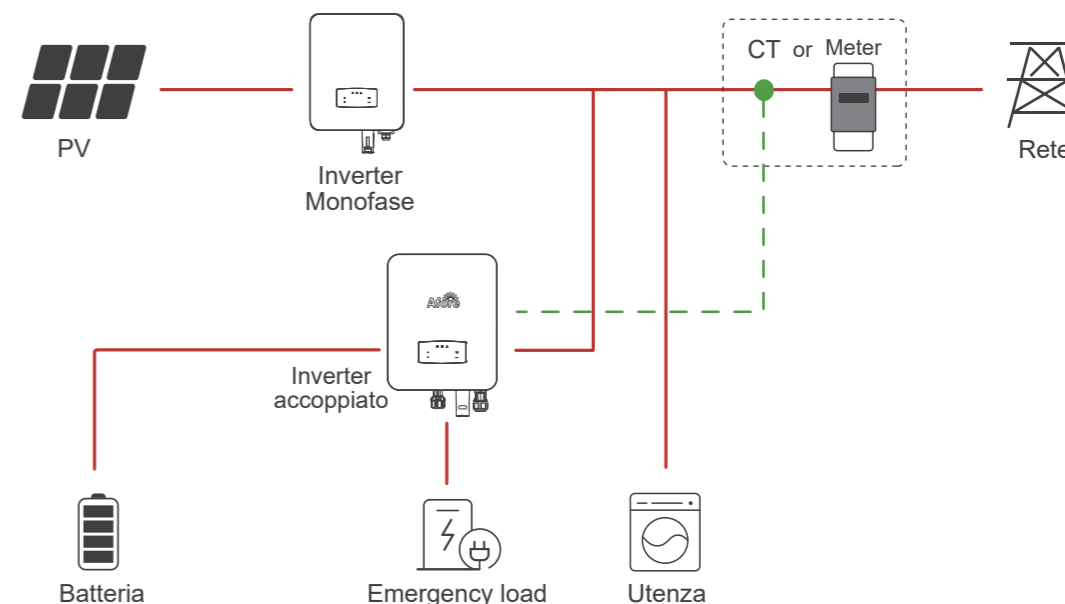 CT or Meter
PV
Rete
Inverter
Monofase
Afore
Inverter
accoppiato
Batteria
Emergency load
Utenza